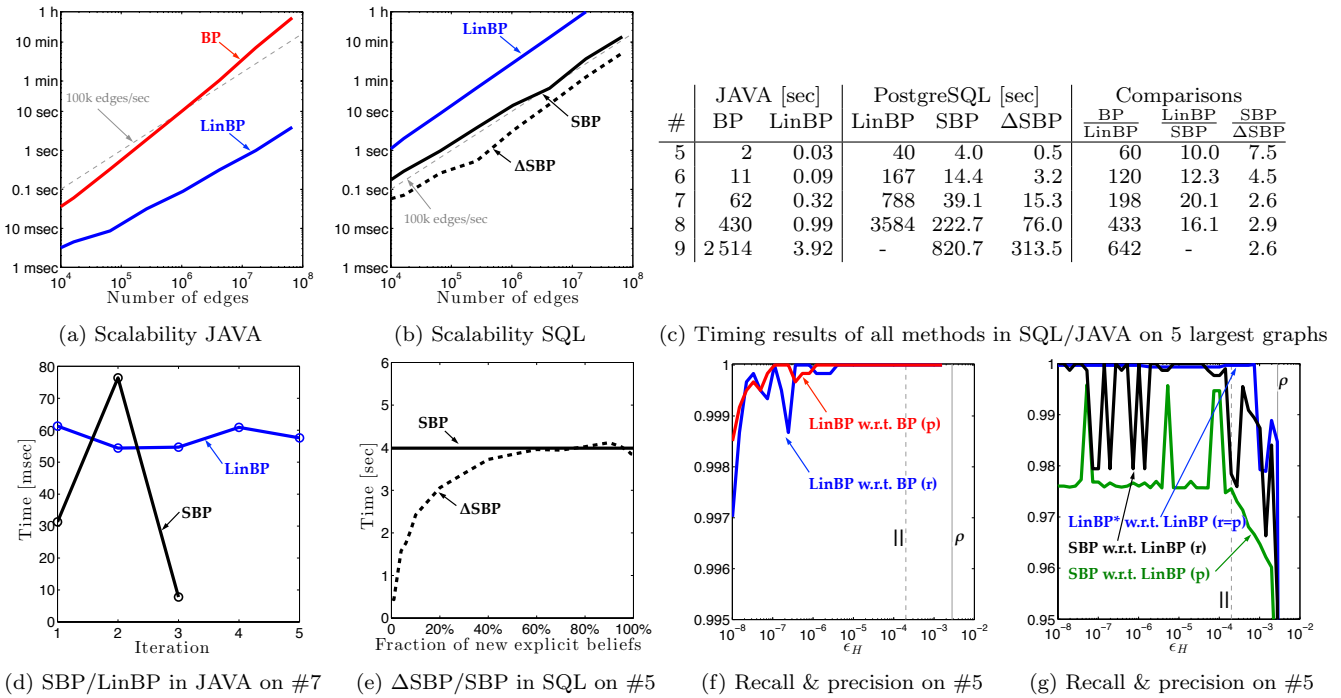 1 h
10 min
1 min
10 sec
1 sec
0.1 sec
10 msec
1 msec
10^4 10^5 10^6 10^7 10^8
Number of edges
BP
100k edges/sec
LinBP
(a) Scalability JAVA
1 h
10 min
1 min
10 sec
1 sec
0.1 sec
10 msec
1 msec
10^4 10^5 10^6 10^7 10^8
Number of edges
LinBP
SBP
ΔSBP
100k edges/sec
(b) Scalability SQL
JAVA [sec] PostgreSQL [sec] Comparisons
# BP LinBP LinBP SBP ΔSBP BP/LinBP LinBP/SBP SBP/ΔSBP
5 2 0.03 40 4.0 0.5 60 10.0 7.5
6 11 0.09 167 14.4 3.2 120 12.3 4.5
7 62 0.32 788 39.1 15.3 198 20.1 2.6
8 430 0.99 3584 222.7 76.0 433 16.1 2.9
9 2 514 3.92 - 820.7 313.5 642 - 2.6
(c) Timing results of all methods in SQL/JAVA on 5 largest graphs
80
70
60
50
40
30
20
10
0
1 2 3 4 5
Time [msec]
Iteration
LinBP
SBP
(d) SBP/LinBP in JAVA on #7
6
5
4
3
2
1
0
0 20% 40% 60% 80% 100%
Time [sec]
Fraction of new explicit beliefs
SBP
ΔSBP
(e) ΔSBP/SBP in SQL on #5
1
0.999
0.998
0.997
0.996
0.995
10^-8 10^-7 10^-6 10^-5 10^-4 10^-3 10^-2
ϵ_H
LinBP w.r.t. BP (p)
LinBP w.r.t. BP (r)
||
ρ
(f) Recall & precision on #5
1
0.99
0.98
0.97
0.96
0.95
10^-8 10^-7 10^-6 10^-5 10^-4 10^-3 10^-2
ϵ_H
ρ
LinBP* w.r.t. LinBP (r=p)
SBP w.r.t. LinBP (r)
SBP w.r.t. LinBP (p)
||
(g) Recall & precision on #5